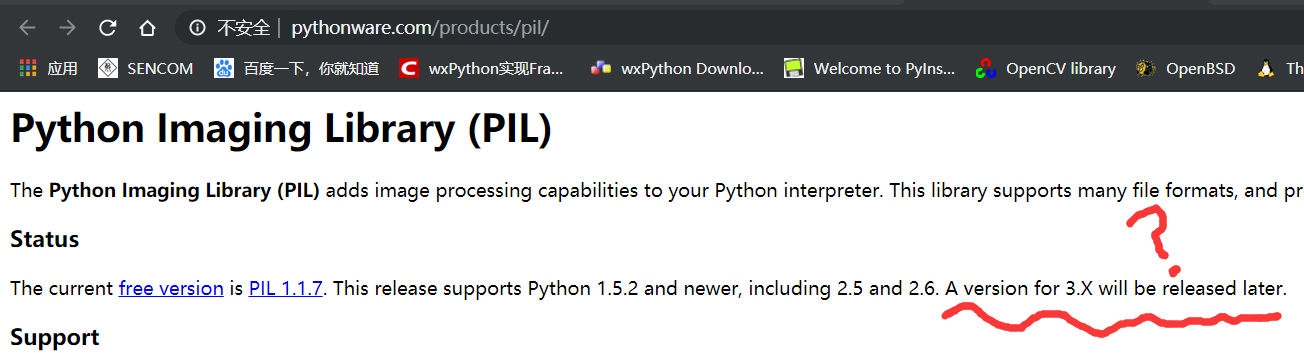 不安全 | pythonware.com/products/pil/
应用 SENCOM 百度一下，你就知道 wxPython实现Fra... wxPython Downlo... Welcome to PyIns... OpenCV library OpenBSD Th
Python Imaging Library (PIL)
The Python Imaging Library (PIL) adds image processing capabilities to your Python interpreter. This library supports many file formats, and pr
?
Status
The current free version is PIL 1.1.7. This release supports Python 1.5.2 and newer, including 2.5 and 2.6. A version for 3.X will be released later.
Support